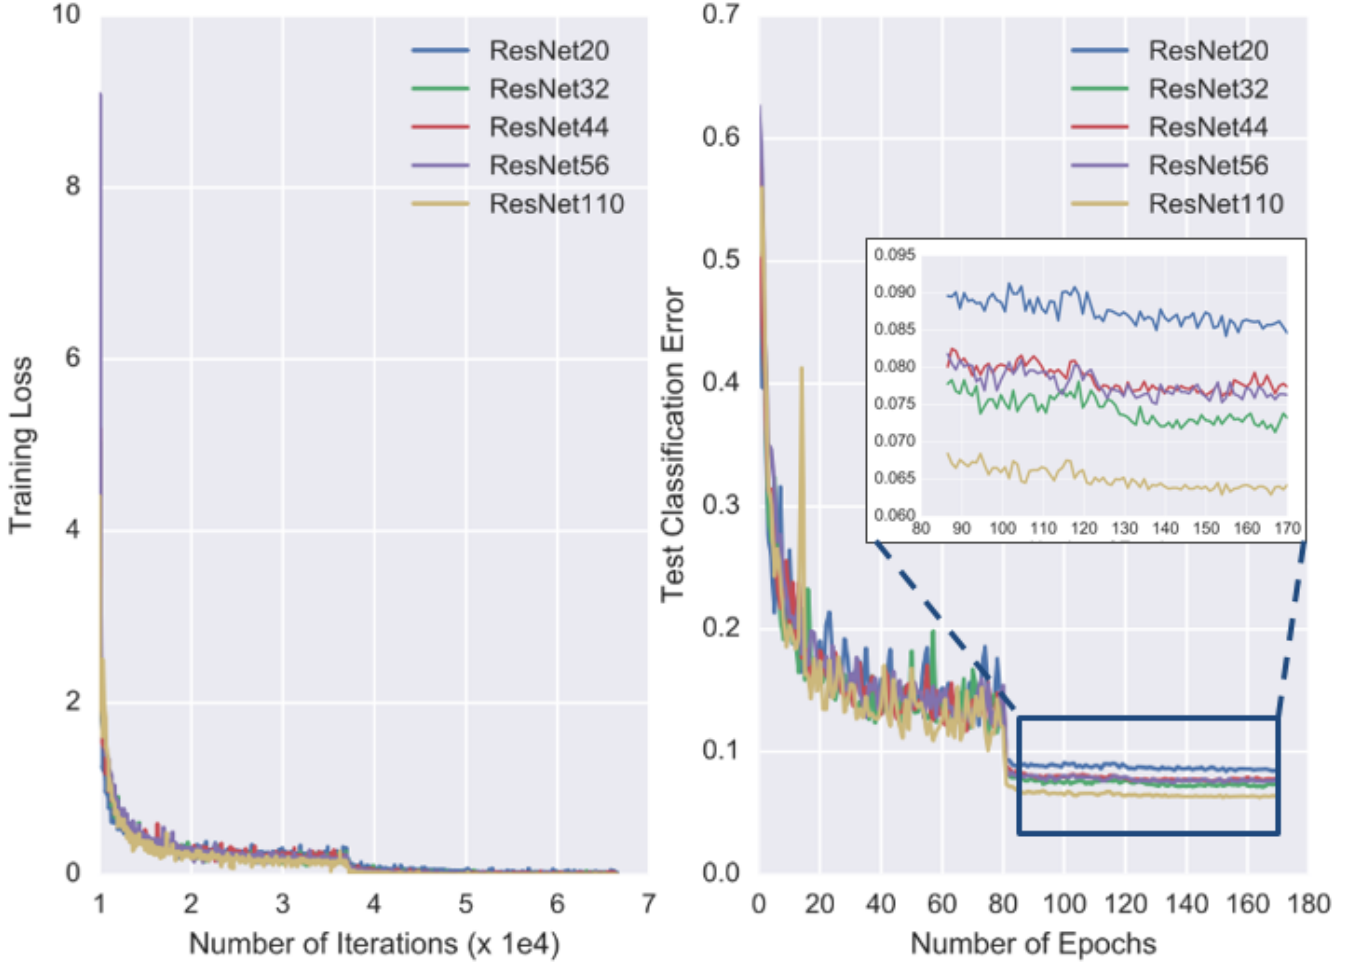 10
8
6
4
2
0
Training Loss
1 2 3 4 5 6 7
Number of Iterations (x 1e4)
ResNet20
ResNet32
ResNet44
ResNet56
ResNet110
0.7
0.6
0.5
0.4
0.3
0.2
0.1
0.0
Test Classification Error
0 20 40 60 80 100 120 140 160 180
Number of Epochs
ResNet20
ResNet32
ResNet44
ResNet56
ResNet110
0.095
0.090
0.085
0.080
0.075
0.070
0.065
0.060
80 90 100 110 120 130 140 150 160 170